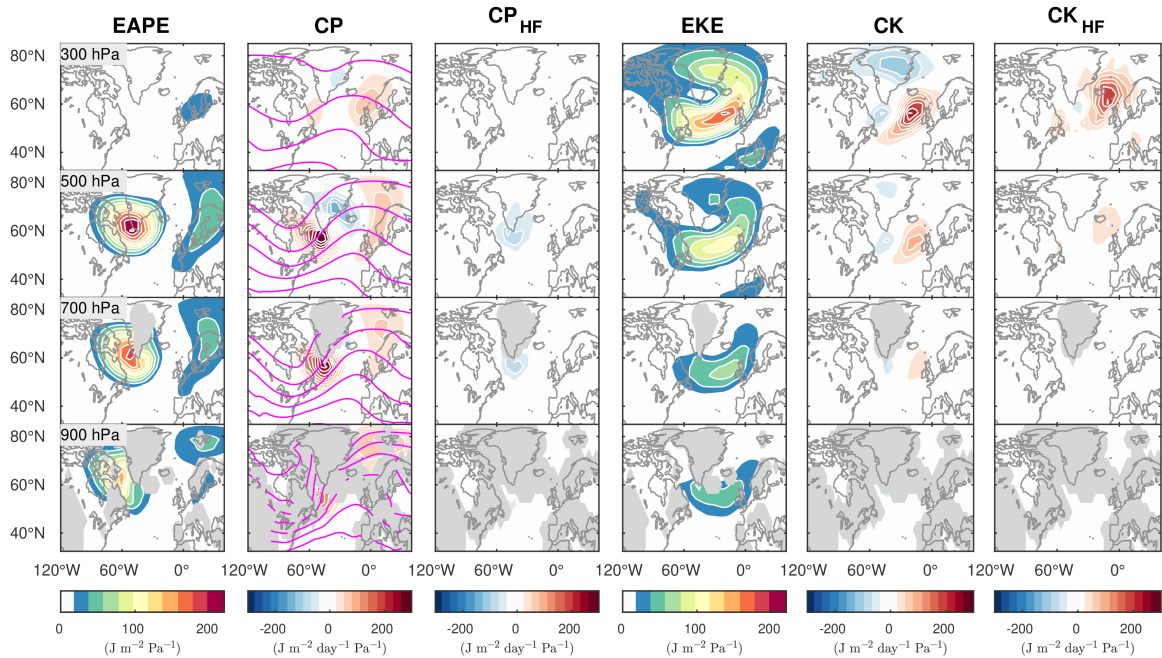 EAPE CP CP HF EKE CK CK HF
80°N 300 hPa
60°N
40°N
80°N 500 hPa
60°N
40°N
80°N 700 hPa
60°N
40°N
80°N 900 hPa
60°N
40°N
120°W 60°W 0° 120°W 60°W 0° 120°W 60°W 0° 120°W 60°W 0° 120°W 60°W 0° 120°W 60°W 0°
0 100 200 -200 0 200 -200 0 200 0 100 200 -200 0 200 -200 0 200
(J m⁻² Pa⁻¹) (J m⁻² day⁻¹ Pa⁻¹) (J m⁻² day⁻¹ Pa⁻¹) (J m⁻² Pa⁻¹) (J m⁻² day⁻¹ Pa⁻¹) (J m⁻² day⁻¹ Pa⁻¹)